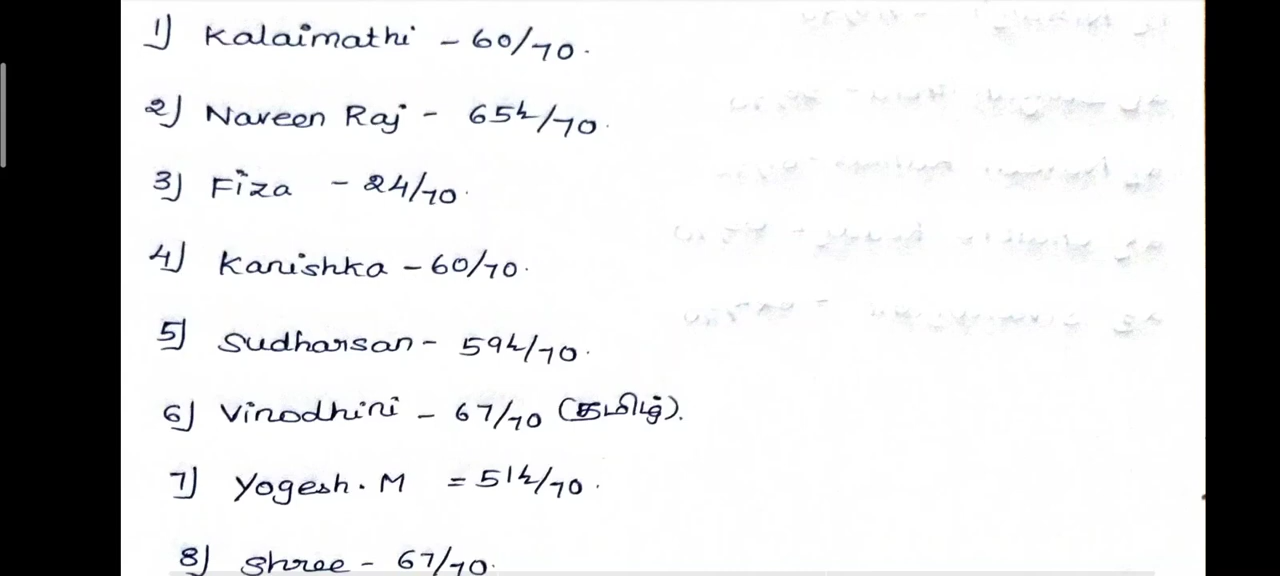 1) Kalaimathi - 60/70.
2) Naveen Raj - 65½/70.
3) Fiza - 24/70.
4) Kanishka - 60/70.
5) Sudharsan - 59½/70.
6) Vinodhini - 67/70 (தமிழ்).
7) Yogesh. M = 51½/70.
8) Shree - 67/70.